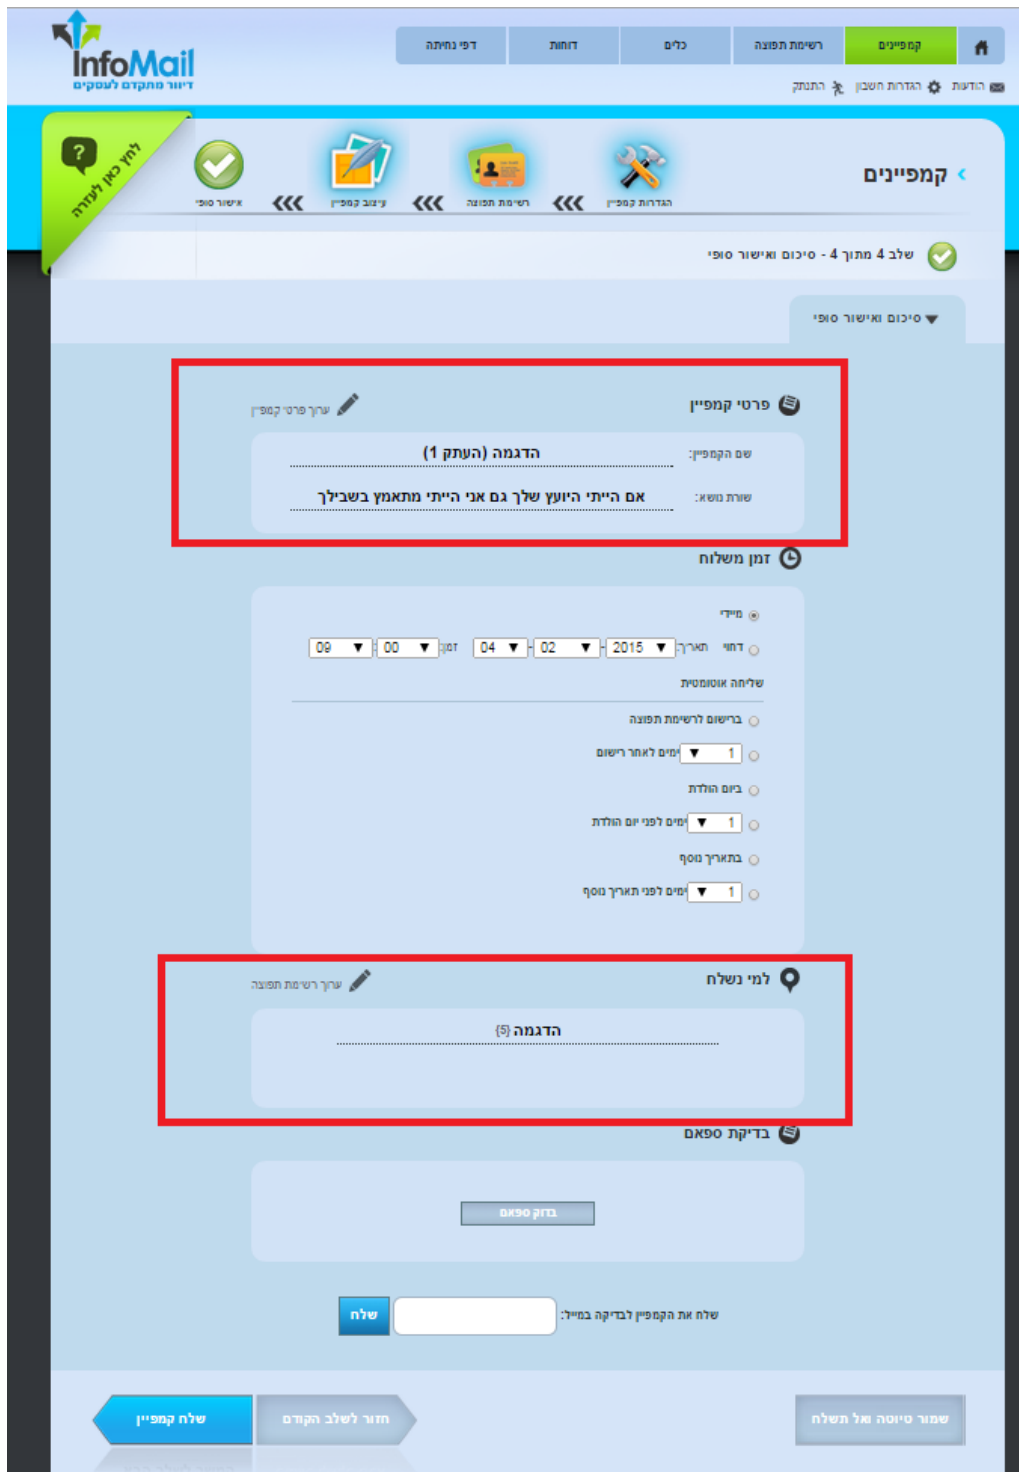 InfoMail
דיוור מתקדם לעסקים
קמפיינים
רשימת תפוצה
כלים
דוחות
דפי נחיתה
הודעות
הגדרות חשבון
התנתק
לחץ כאן לעזרה
קמפיינים
הגדרות קמפיין
רשימת תפוצה
עיצוב קמפיין
אישור סופי
שלב 4 מתוך 4 - סיכום ואישור סופי
סיכום ואישור סופי
פרטי קמפיין
ערוך פרטי קמפיין
שם הקמפיין: הדגמה (העתק 1)
שורת נושא: אם הייתי היועץ שלך גם אני הייתי מתאמץ בשבילך
זמן משלוח
מיידי
דחוי תאריך: 2015 - 02 - 04 זמן: 00 : 09
שליחה אוטומטית
ברישום לרשימת תפוצה
1 ימים לאחר רישום
ביום הולדת
1 ימים לפני יום הולדת
בתאריך נוסף
1 ימים לפני תאריך נוסף
למי נשלח
ערוך רשימת תפוצה
הדגמה {5}
בדיקת ספאם
בדוק ספאם
שלח את הקמפיין לבדיקה במייל:
שלח
שמור טיוטה ואל תשלח
חזור לשלב הקודם
שלח קמפיין